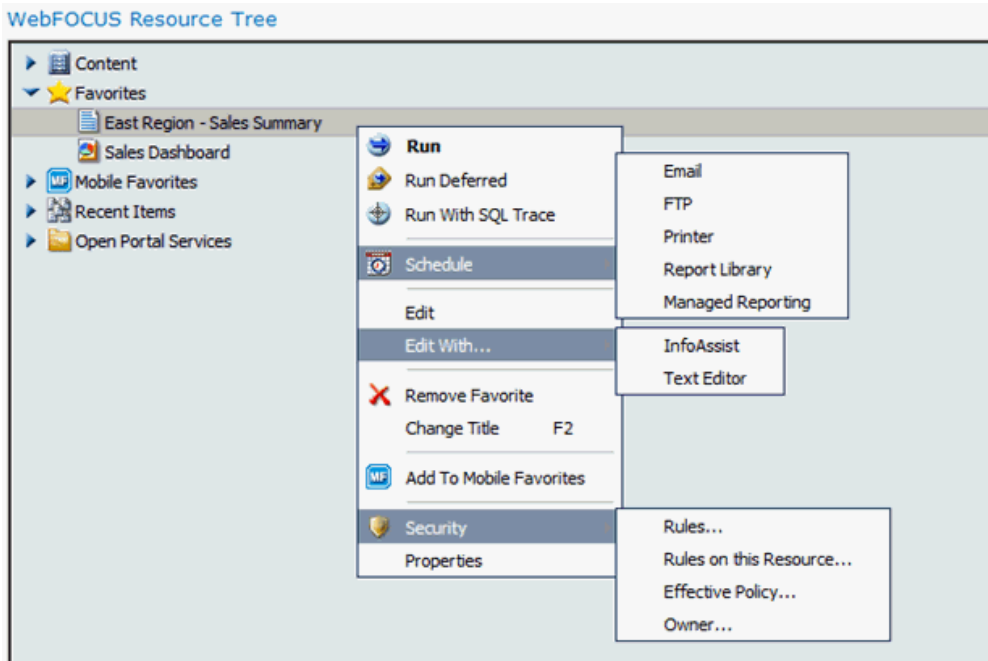 WebFOCUS Resource Tree
Content
Favorites
East Region - Sales Summary
Sales Dashboard
MF
Mobile Favorites
Recent Items
Open Portal Services
Run
Run Deferred
Run With SQL Trace
Schedule
Edit
Edit With...
Remove Favorite
Change Title F2
MF
Add To Mobile Favorites
Security
Properties
Email
FTP
Printer
Report Library
Managed Reporting
InfoAssist
Text Editor
Rules...
Rules on this Resource...
Effective Policy...
Owner...